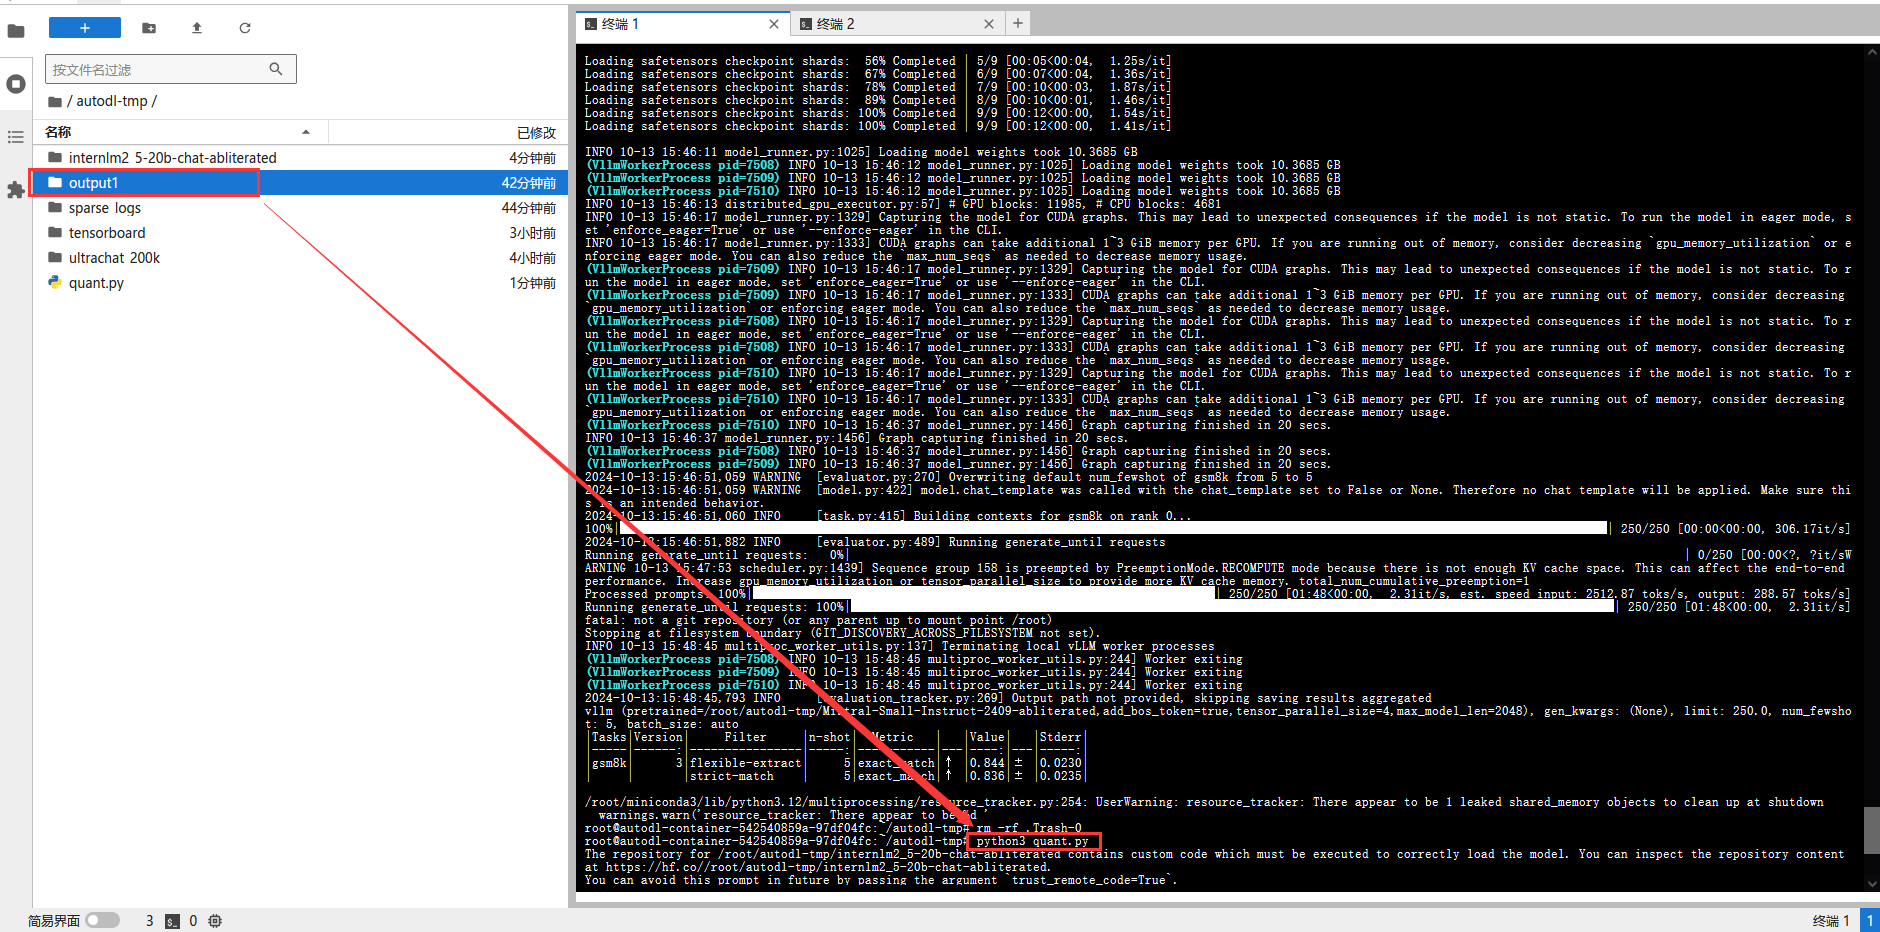 +
按文件名过滤
/ autodl-tmp /
名称 已修改
internlm2 5-20b-chat-abliterated 4分钟前
output1 42分钟前
sparse logs 44分钟前
tensorboard 3小时前
ultrachat 200k 4小时前
quant.py 1分钟前
终端 1 × 终端 2 × +
Loading safetensors checkpoint shards:  56% Completed | 5/9 [00:05<00:04,  1.25s/it]
Loading safetensors checkpoint shards:  67% Completed | 6/9 [00:07<00:04,  1.36s/it]
Loading safetensors checkpoint shards:  78% Completed | 7/9 [00:10<00:03,  1.87s/it]
Loading safetensors checkpoint shards:  89% Completed | 8/9 [00:10<00:01,  1.46s/it]
Loading safetensors checkpoint shards: 100% Completed | 9/9 [00:12<00:00,  1.54s/it]
Loading safetensors checkpoint shards: 100% Completed | 9/9 [00:12<00:00,  1.41s/it]
INFO 10-13 15:46:11 model_runner.py:1025] Loading model weights took 10.3685 GB
(VllmWorkerProcess pid=7508) INFO 10-13 15:46:12 model_runner.py:1025] Loading model weights took 10.3685 GB
(VllmWorkerProcess pid=7509) INFO 10-13 15:46:12 model_runner.py:1025] Loading model weights took 10.3685 GB
(VllmWorkerProcess pid=7510) INFO 10-13 15:46:12 model_runner.py:1025] Loading model weights took 10.3685 GB
INFO 10-13 15:46:13 distributed_gpu_executor.py:57] # GPU blocks: 11985, # CPU blocks: 4681
INFO 10-13 15:46:17 model_runner.py:1329] Capturing the model for CUDA graphs. This may lead to unexpected consequences if the model is not static. To run the model in eager mode, s
et 'enforce_eager=True' or use '--enforce-eager' in the CLI.
INFO 10-13 15:46:17 model_runner.py:1333] CUDA graphs can take additional 1~3 GiB memory per GPU. If you are running out of memory, consider decreasing `gpu_memory_utilization` or e
nforcing eager mode. You can also reduce the `max_num_seqs` as needed to decrease memory usage.
(VllmWorkerProcess pid=7509) INFO 10-13 15:46:17 model_runner.py:1329] Capturing the model for CUDA graphs. This may lead to unexpected consequences if the model is not static. To r
un the model in eager mode, set 'enforce_eager=True' or use '--enforce-eager' in the CLI.
(VllmWorkerProcess pid=7509) INFO 10-13 15:46:17 model_runner.py:1333] CUDA graphs can take additional 1~3 GiB memory per GPU. If you are running out of memory, consider decreasing
`gpu_memory_utilization` or enforcing eager mode. You can also reduce the `max_num_seqs` as needed to decrease memory usage.
(VllmWorkerProcess pid=7508) INFO 10-13 15:46:17 model_runner.py:1329] Capturing the model for CUDA graphs. This may lead to unexpected consequences if the model is not static. To r
un the model in eager mode, set 'enforce_eager=True' or use '--enforce-eager' in the CLI.
(VllmWorkerProcess pid=7508) INFO 10-13 15:46:17 model_runner.py:1333] CUDA graphs can take additional 1~3 GiB memory per GPU. If you are running out of memory, consider decreasing
`gpu_memory_utilization` or enforcing eager mode. You can also reduce the `max_num_seqs` as needed to decrease memory usage.
(VllmWorkerProcess pid=7510) INFO 10-13 15:46:17 model_runner.py:1329] Capturing the model for CUDA graphs. This may lead to unexpected consequences if the model is not static. To r
un the model in eager mode, set 'enforce_eager=True' or use '--enforce-eager' in the CLI.
(VllmWorkerProcess pid=7510) INFO 10-13 15:46:17 model_runner.py:1333] CUDA graphs can take additional 1~3 GiB memory per GPU. If you are running out of memory, consider decreasing
`gpu_memory_utilization` or enforcing eager mode. You can also reduce the `max_num_seqs` as needed to decrease memory usage.
(VllmWorkerProcess pid=7510) INFO 10-13 15:46:37 model_runner.py:1456] Graph capturing finished in 20 secs.
INFO 10-13 15:46:37 model_runner.py:1456] Graph capturing finished in 20 secs.
(VllmWorkerProcess pid=7508) INFO 10-13 15:46:37 model_runner.py:1456] Graph capturing finished in 20 secs.
(VllmWorkerProcess pid=7509) INFO 10-13 15:46:37 model_runner.py:1456] Graph capturing finished in 20 secs.
2024-10-13:15:46:51,059 WARNING  [evaluator.py:270] Overwriting default num_fewshot of gsm8k from 5 to 5
2024-10-13:15:46:51,059 WARNING  [model.py:422] model.chat_template was called with the chat_template set to False or None. Therefore no chat template will be applied. Make sure thi
s is an intended behavior.
2024-10-13:15:46:51,060 INFO     [task.py:415] Building contexts for gsm8k on rank 0...
100%| | 250/250 [00:00<00:00, 306.17it/s]
2024-10-13:15:46:51,882 INFO     [evaluator.py:489] Running generate_until requests
Running generate_until requests:   0%| | 0/250 [00:00<?, ?it/sW
ARNING 10-13 15:47:53 scheduler.py:1439] Sequence group 158 is preempted by PreemptionMode.RECOMPUTE mode because there is not enough KV cache space. This can affect the end-to-end
performance. Increase gpu_memory_utilization or tensor_parallel_size to provide more KV cache memory. total_num_cumulative_preemption=1
Processed prompts: 100%| | 250/250 [01:48<00:00,  2.31it/s, est. speed input: 2512.87 toks/s, output: 288.57 toks/s]
Running generate_until requests: 100%| | 250/250 [01:48<00:00,  2.31it/s]
fatal: not a git repository (or any parent up to mount point /root)
Stopping at filesystem boundary (GIT_DISCOVERY_ACROSS_FILESYSTEM not set).
INFO 10-13 15:48:45 multiproc_worker_utils.py:137] Terminating local vLLM worker processes
(VllmWorkerProcess pid=7508) INFO 10-13 15:48:45 multiproc_worker_utils.py:244] Worker exiting
(VllmWorkerProcess pid=7509) INFO 10-13 15:48:45 multiproc_worker_utils.py:244] Worker exiting
(VllmWorkerProcess pid=7510) INFO 10-13 15:48:45 multiproc_worker_utils.py:244] Worker exiting
2024-10-13:15:48:45,793 INFO     [evaluation_tracker.py:269] Output path not provided, skipping saving results aggregated
vllm (pretrained=/root/autodl-tmp/Mistral-Small-Instruct-2409-abliterated,add_bos_token=true,tensor_parallel_size=4,max_model_len=2048), gen_kwargs: (None), limit: 250.0, num_fewsho
t: 5, batch_size: auto
|Tasks|Version|     Filter     |n-shot|  Metric   |   |Value|   |Stderr|
|-----|------:|----------------|-----:|-----------|---|----:|---|-----:|
|gsm8k|      3|flexible-extract|     5|exact_match|↑  |0.844|±  |0.0230|
|     |       |strict-match    |     5|exact_match|↑  |0.836|±  |0.0235|
/root/miniconda3/lib/python3.12/multiprocessing/resource_tracker.py:254: UserWarning: resource_tracker: There appear to be 1 leaked shared_memory objects to clean up at shutdown
warnings.warn('resource_tracker: There appear to be %d '
root@autodl-container-542540859a-97df04fc:~/autodl-tmp# rm -rf .Trash-0
root@autodl-container-542540859a-97df04fc:~/autodl-tmp# python3 quant.py
The repository for /root/autodl-tmp/internlm2_5-20b-chat-abliterated contains custom code which must be executed to correctly load the model. You can inspect the repository content
at https://hf.co//root/autodl-tmp/internlm2_5-20b-chat-abliterated.
You can avoid this prompt in future by passing the argument `trust_remote_code=True`.
简易界面 3 $_ 0 终端 1 1